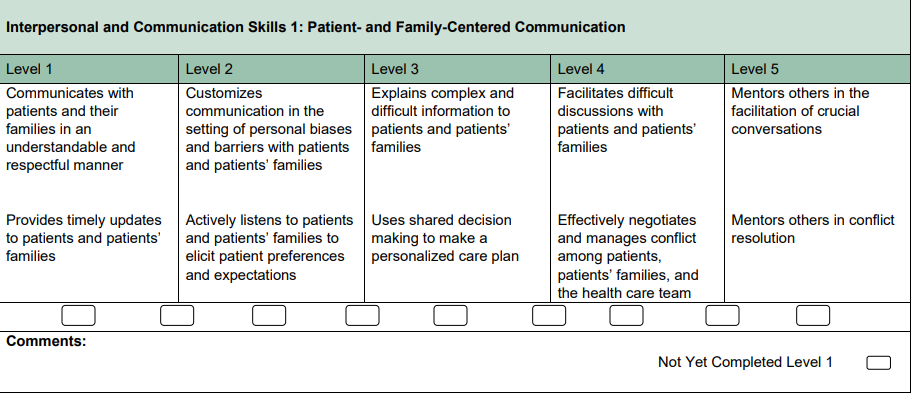 Interpersonal and Communication Skills 1: Patient- and Family-Centered Communication
Level 1
Level 2
Level 3
Level 4
Level 5
Communicates with
patients and their
families in an
understandable and
respectful manner
Customizes
communication in the
setting of personal biases
and barriers with patients
and patients’ families
Explains complex and
difficult information to
patients and patients’
families
Facilitates difficult
discussions with
patients and patients’
families
Mentors others in the
facilitation of crucial
conversations
Provides timely updates
to patients and patients’
families
Actively listens to patients
and patients’ families to
elicit patient preferences
and expectations
Uses shared decision
making to make a
personalized care plan
Effectively negotiates
and manages conflict
among patients,
patients’ families, and
the health care team
Mentors others in conflict
resolution
Comments:
Not Yet Completed Level 1